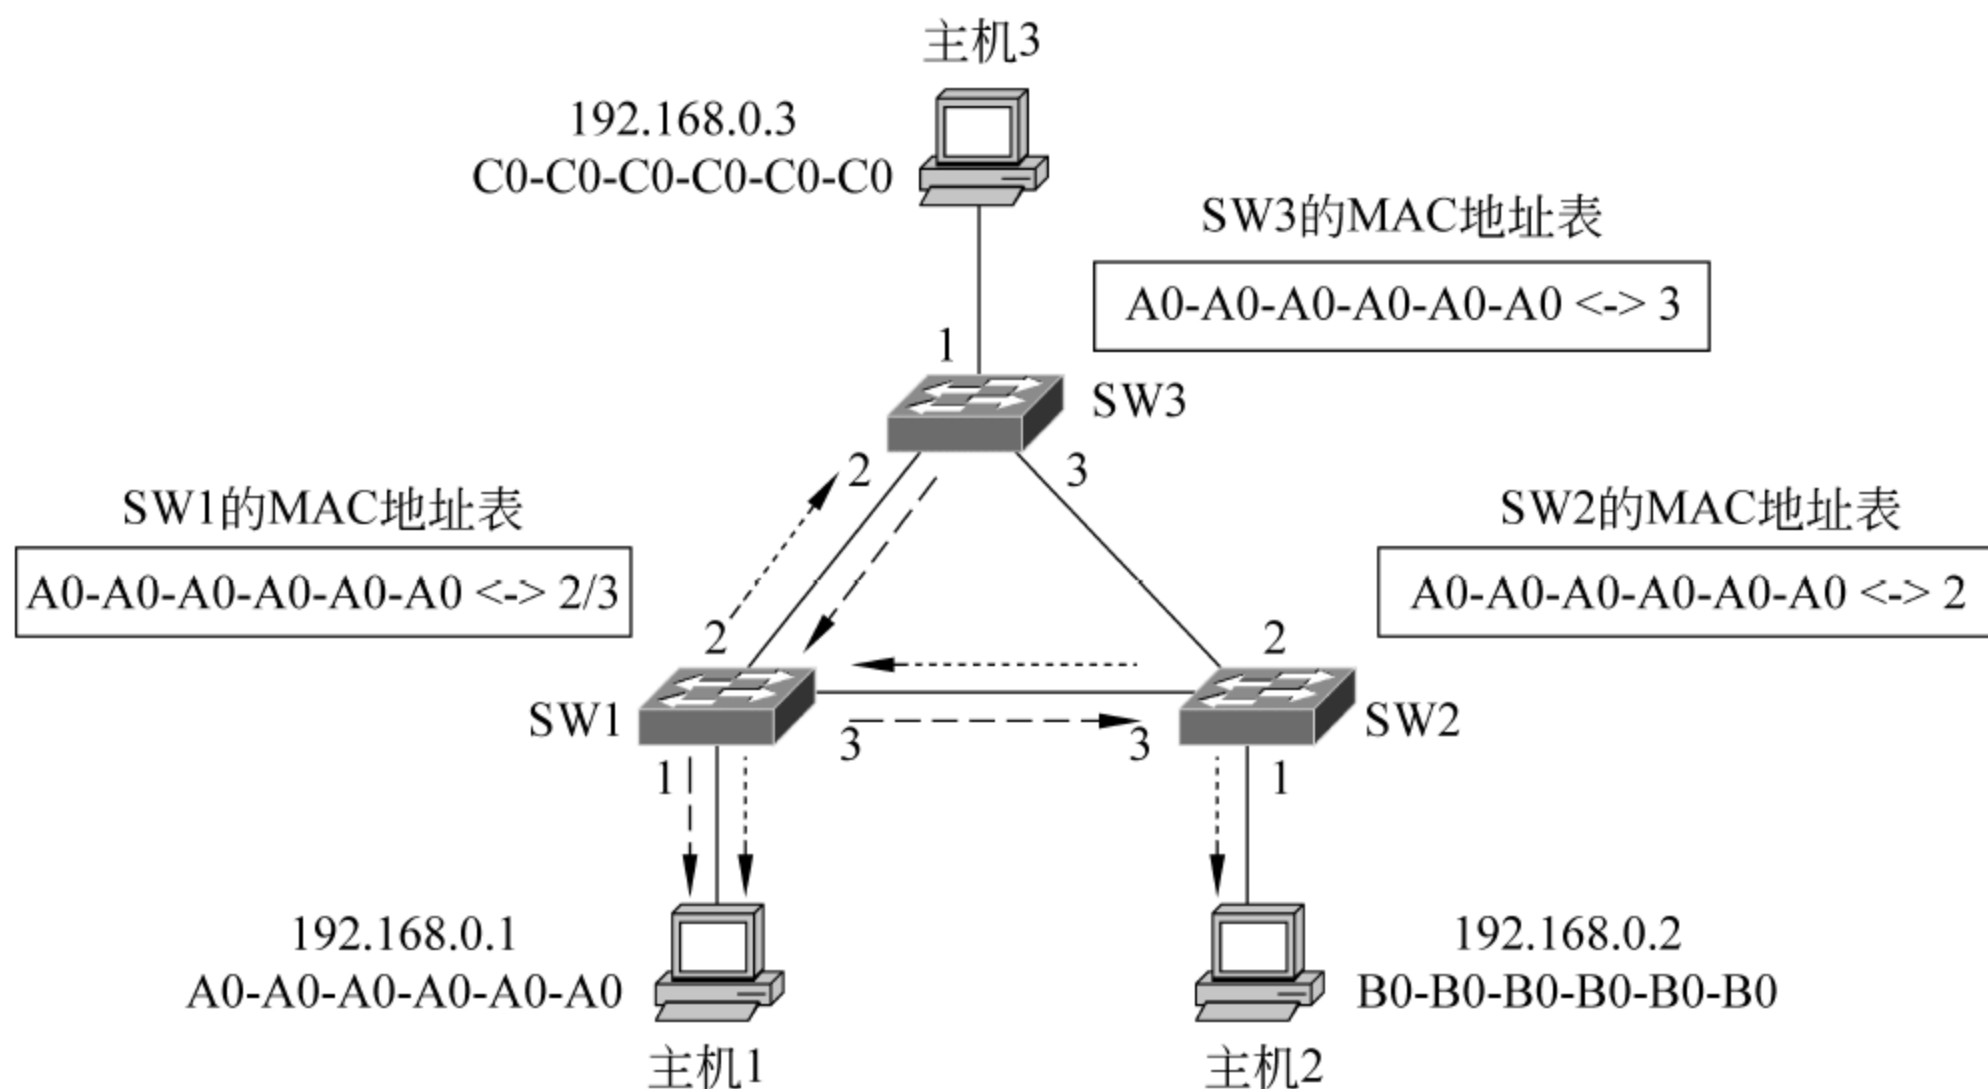 主机3
192.168.0.3
C0-C0-C0-C0-C0-C0
SW3的MAC地址表
A0-A0-A0-A0-A0-A0 <-> 3
1
SW3
2
3
SW1的MAC地址表
A0-A0-A0-A0-A0-A0 <-> 2/3
SW2的MAC地址表
A0-A0-A0-A0-A0-A0 <-> 2
2
2
SW1
3
3
SW2
1
1
192.168.0.1
A0-A0-A0-A0-A0-A0
主机1
192.168.0.2
B0-B0-B0-B0-B0-B0
主机2